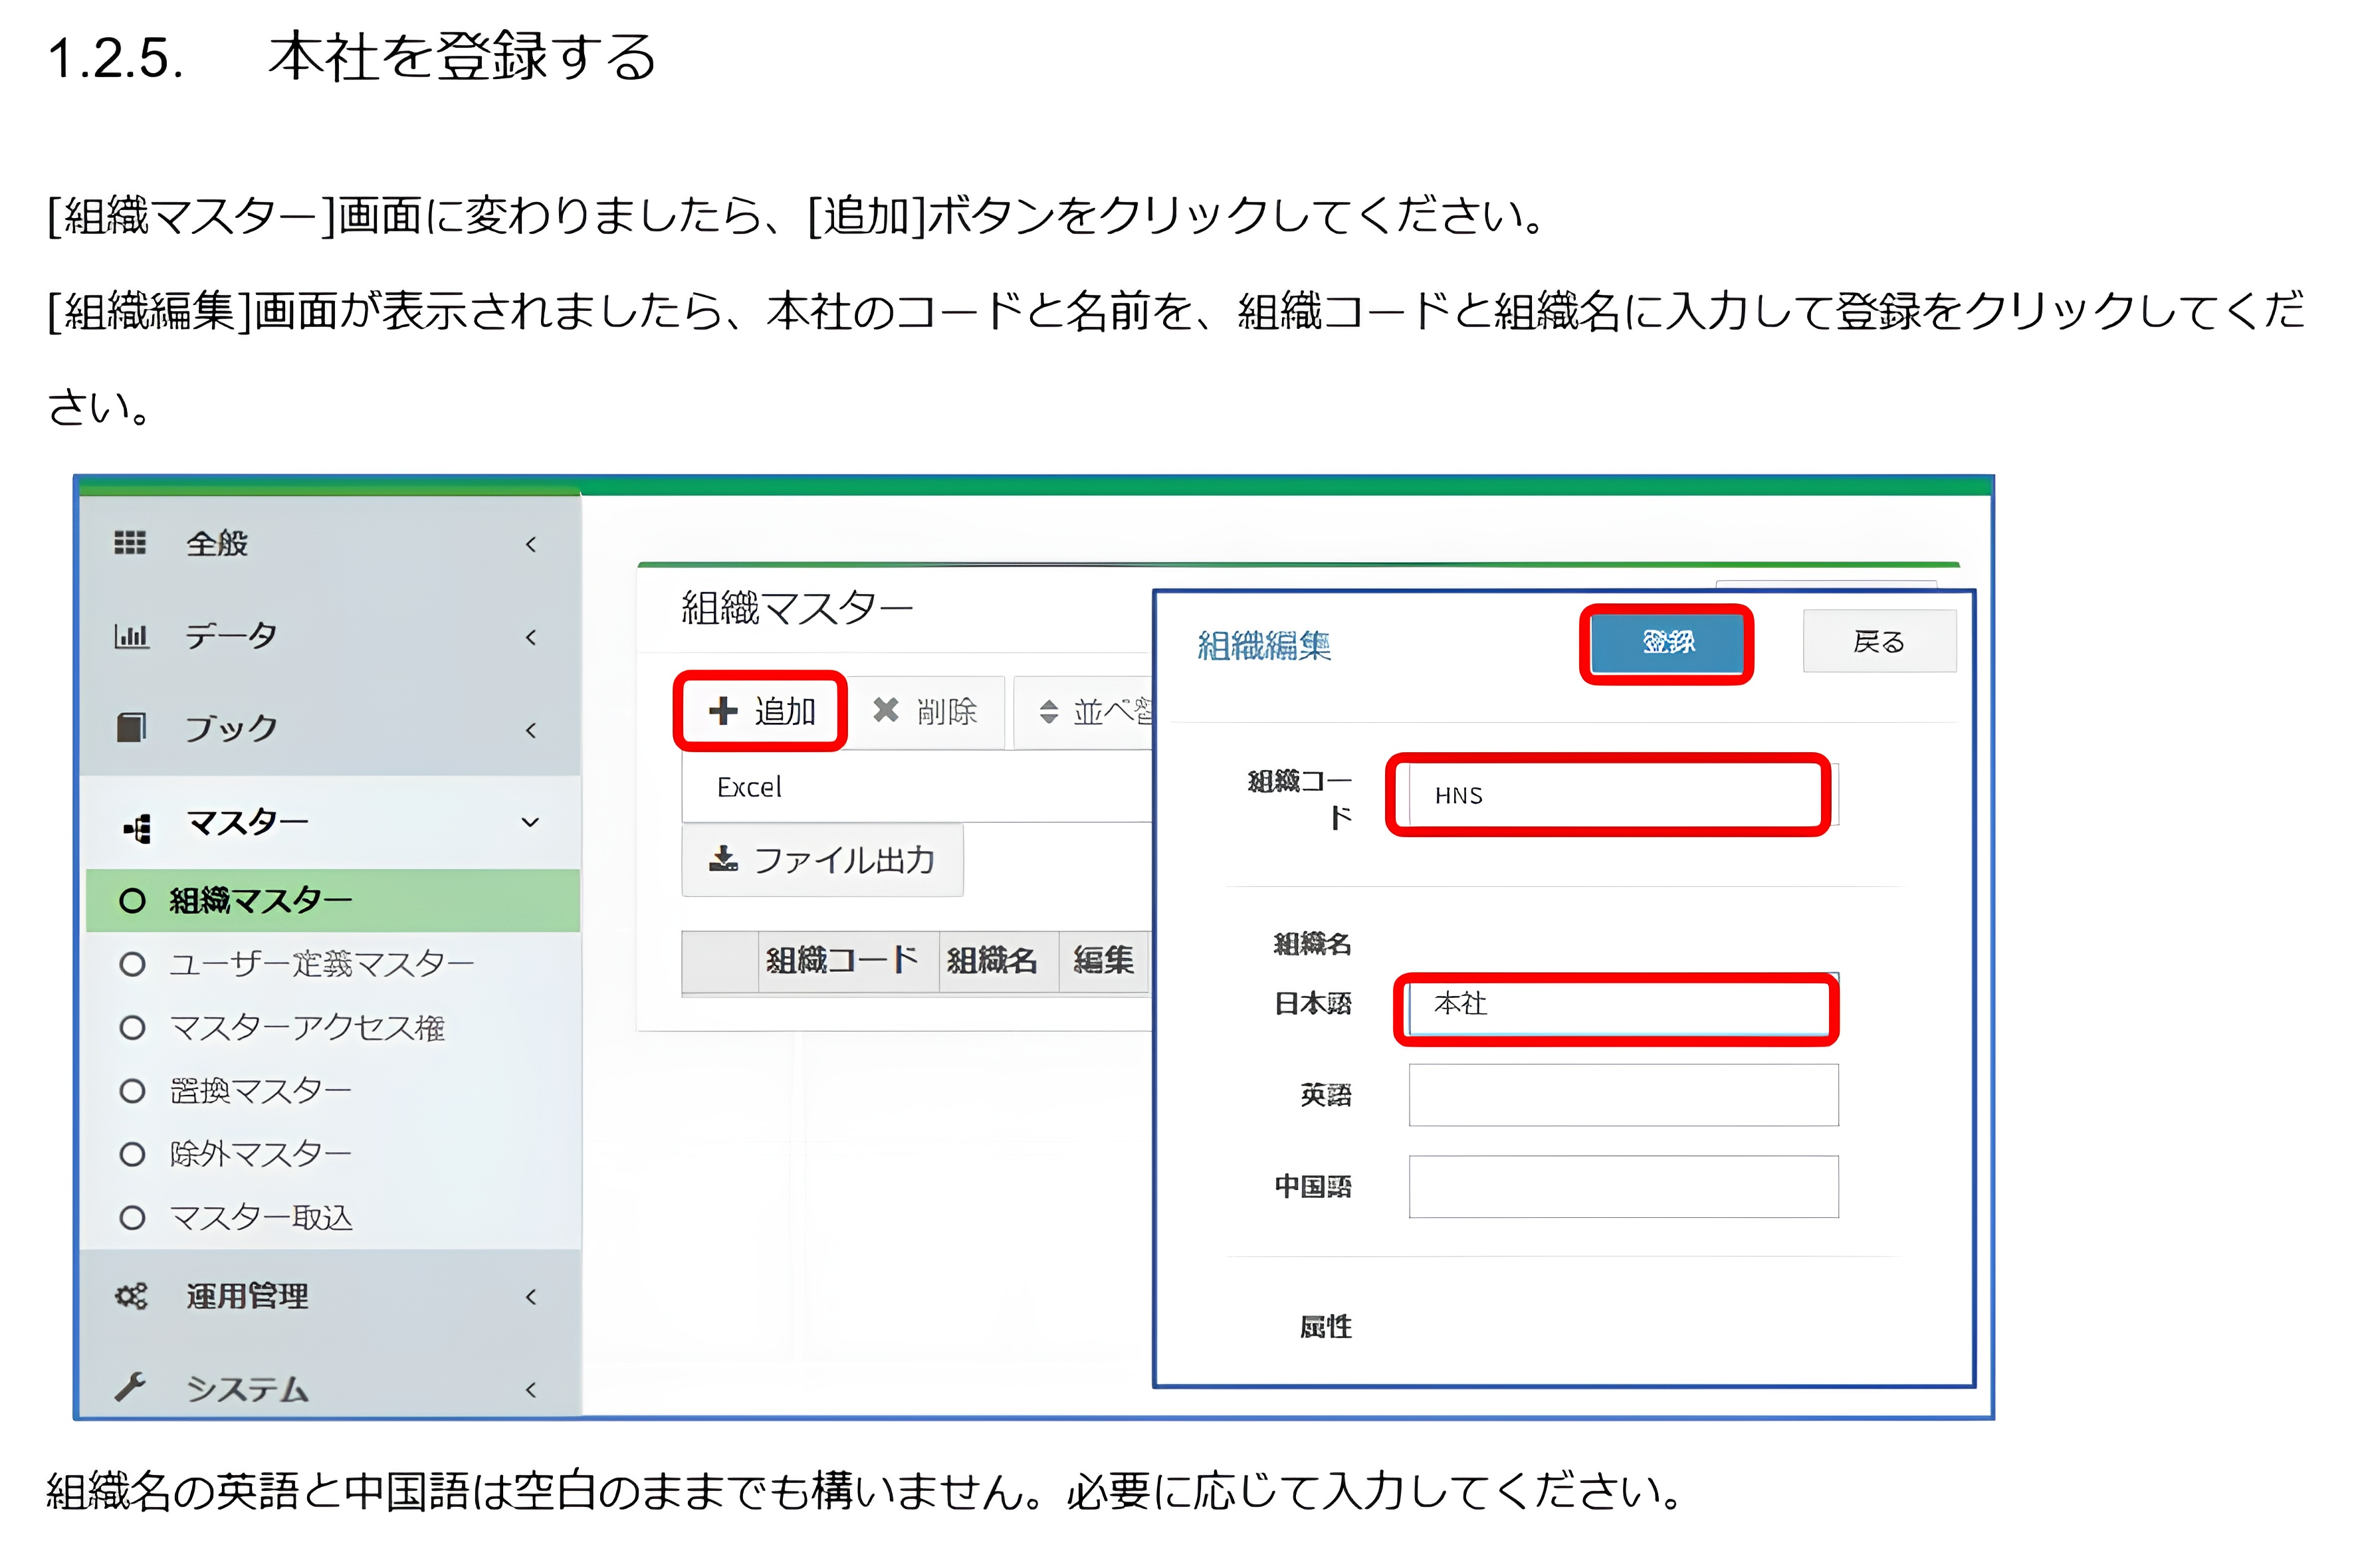 1.2.5. 本社を登録する
[組織マスター]画面に変わりましたら、[追加]ボタンをクリックしてください。
[組織編集]画面が表示されましたら、本社のコードと名前を、組織コードと組織名に入力して登録をクリックしてくだ
さい。
全般
データ
ブック
マスター
組織マスター
ユーザー定義マスター
マスターアクセス権
置換マスター
除外マスター
マスター取込
運用管理
システム
組織マスター
追加 削除 並べ替
Excel
ファイル出力
組織コード 組織名 編集
組織編集 登録 戻る
組織コー
ド
HNS
組織名
日本語 本社
英語
中国語
属性
組織名の英語と中国語は空白のままでも構いません。必要に応じて入力してください。